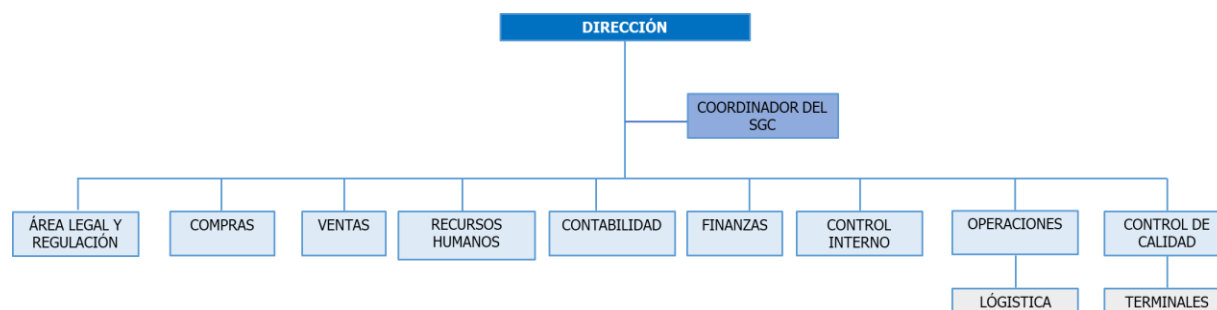 DIRECCIÓN
COORDINADOR DEL
SGC
ÁREA LEGAL Y
REGULACIÓN
COMPRAS
VENTAS
RECURSOS
HUMANOS
CONTABILIDAD
FINANZAS
CONTROL
INTERNO
OPERACIONES
CONTROL DE
CALIDAD
LÓGISTICA
TERMINALES